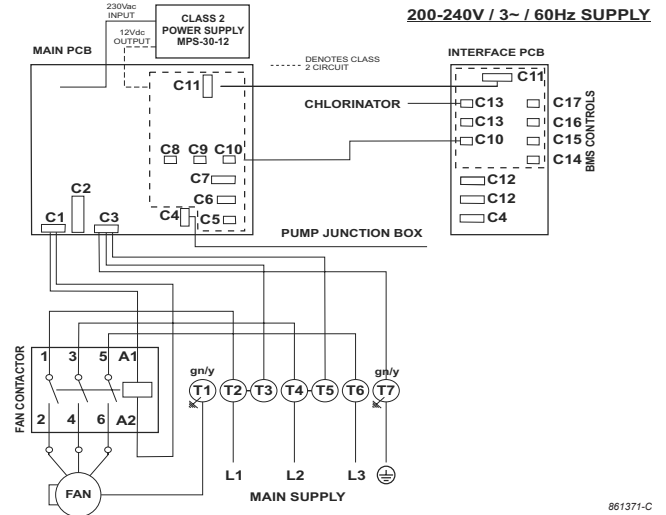 230Vac
INPUT
12Vdc
OUTPUT
CLASS 2
POWER SUPPLY
MPS-30-12
200-240V / 3~ / 60Hz SUPPLY
MAIN PCB
DENOTES CLASS
2 CIRCUIT
INTERFACE PCB
C11
C11
CHLORINATOR
C13
C17
C13
C16
C10
C15
C14
BMS CONTROLS
C8
C9
C10
C7
C6
C5
C4
C2
C1
C3
C12
C12
C4
PUMP JUNCTION BOX
FAN CONTACTOR
1
3
5
A1
2
4
6
A2
gn/y
gn/y
T1
T2
T3
T4
T5
T6
T7
L1
L2
L3
MAIN SUPPLY
FAN
861371-C